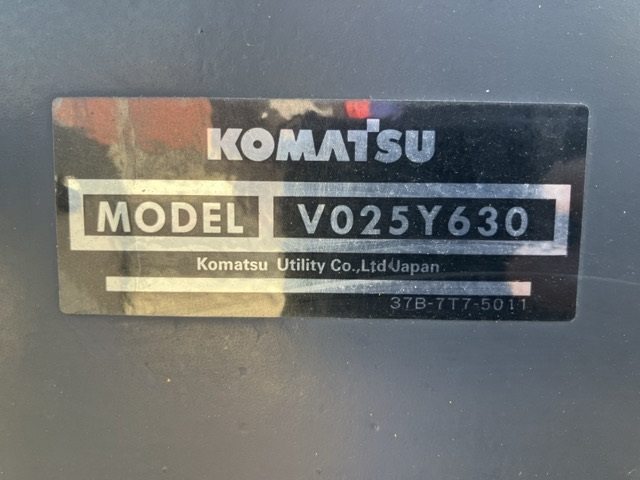 KOMATSU
MODEL V025Y630
Komatsu Utility Co.,Ltd Japan
37B-7T7-5011